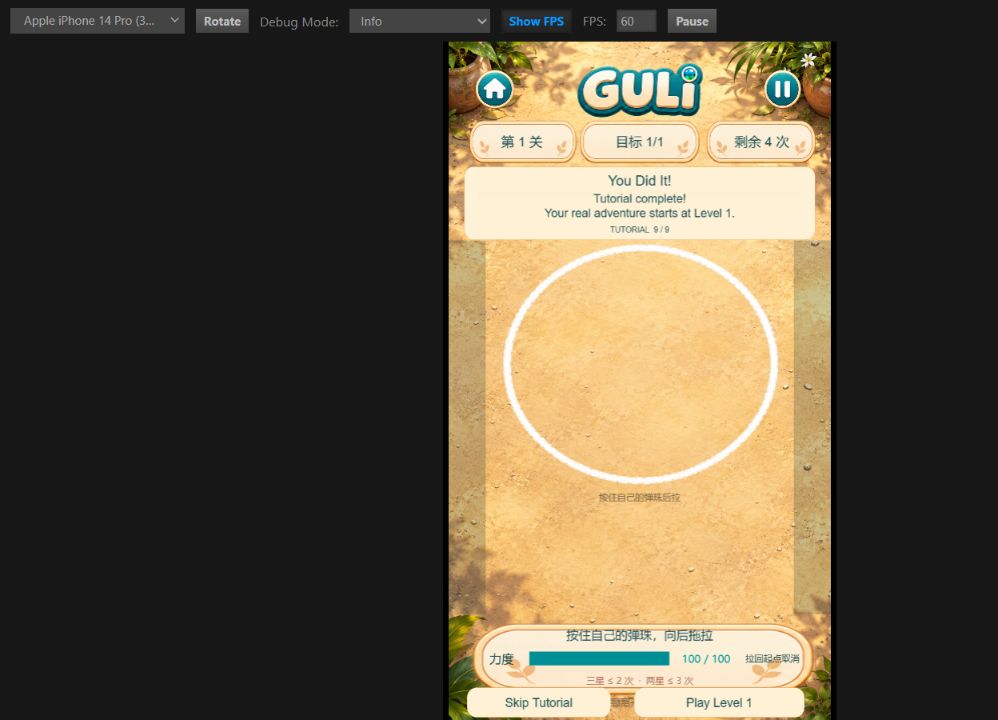 Apple iPhone 14 Pro (3... Rotate Debug Mode: Info Show FPS FPS: 60 Pause
GULi
第 1 关 目标 1/1 剩余 4 次
You Did It!
Tutorial complete!
Your real adventure starts at Level 1.
TUTORIAL 9 / 9
按住自己的弹珠后拉
按住自己的弹珠，向后拖拉
力度 100 / 100 拉回起点取消
三星 ≤ 2 次 · 两星 ≤ 3 次
Skip Tutorial Play Level 1